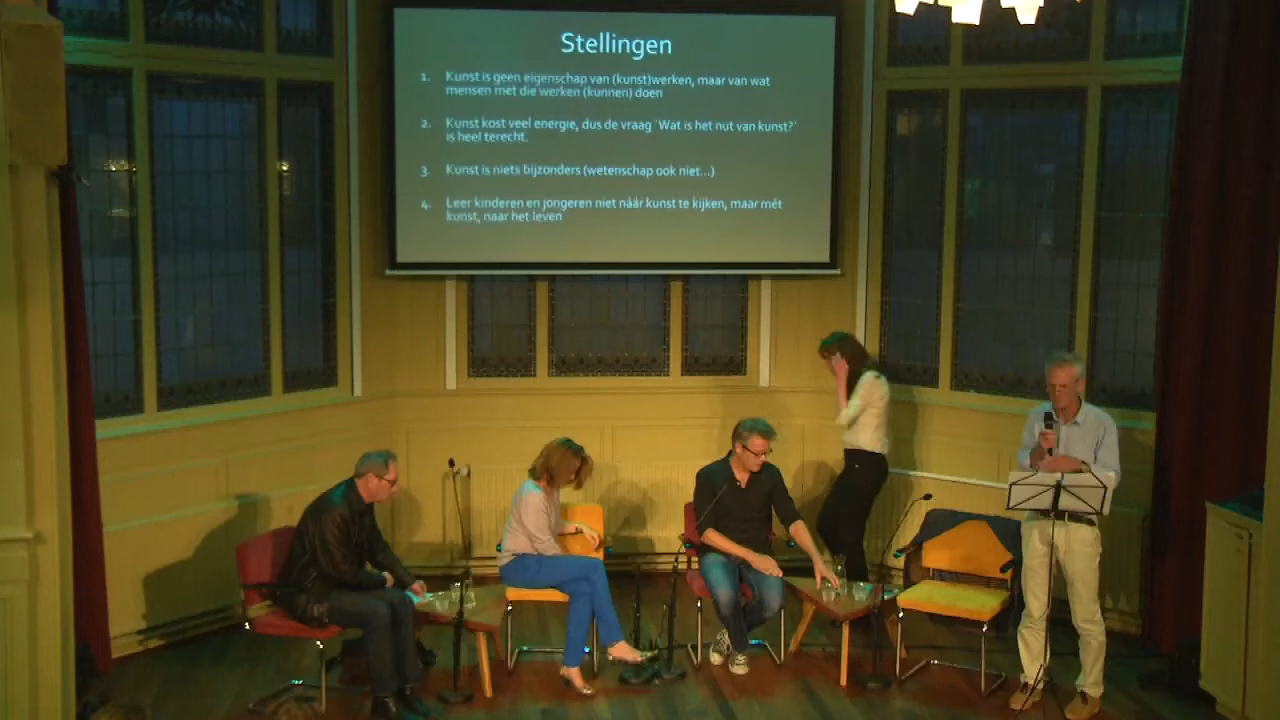 Stellingen
1. Kunst is geen eigenschap van (kunst)werken, maar van wat
mensen met die werken (kunnen) doen
2. Kunst kost veel energie, dus de vraag ‘Wat is het nut van kunst?’
is heel terecht.
3. Kunst is niets bijzonders (wetenschap ook niet...)
4. Leer kinderen en jongeren niet náár kunst te kijken, maar mét
kunst, naar het leven